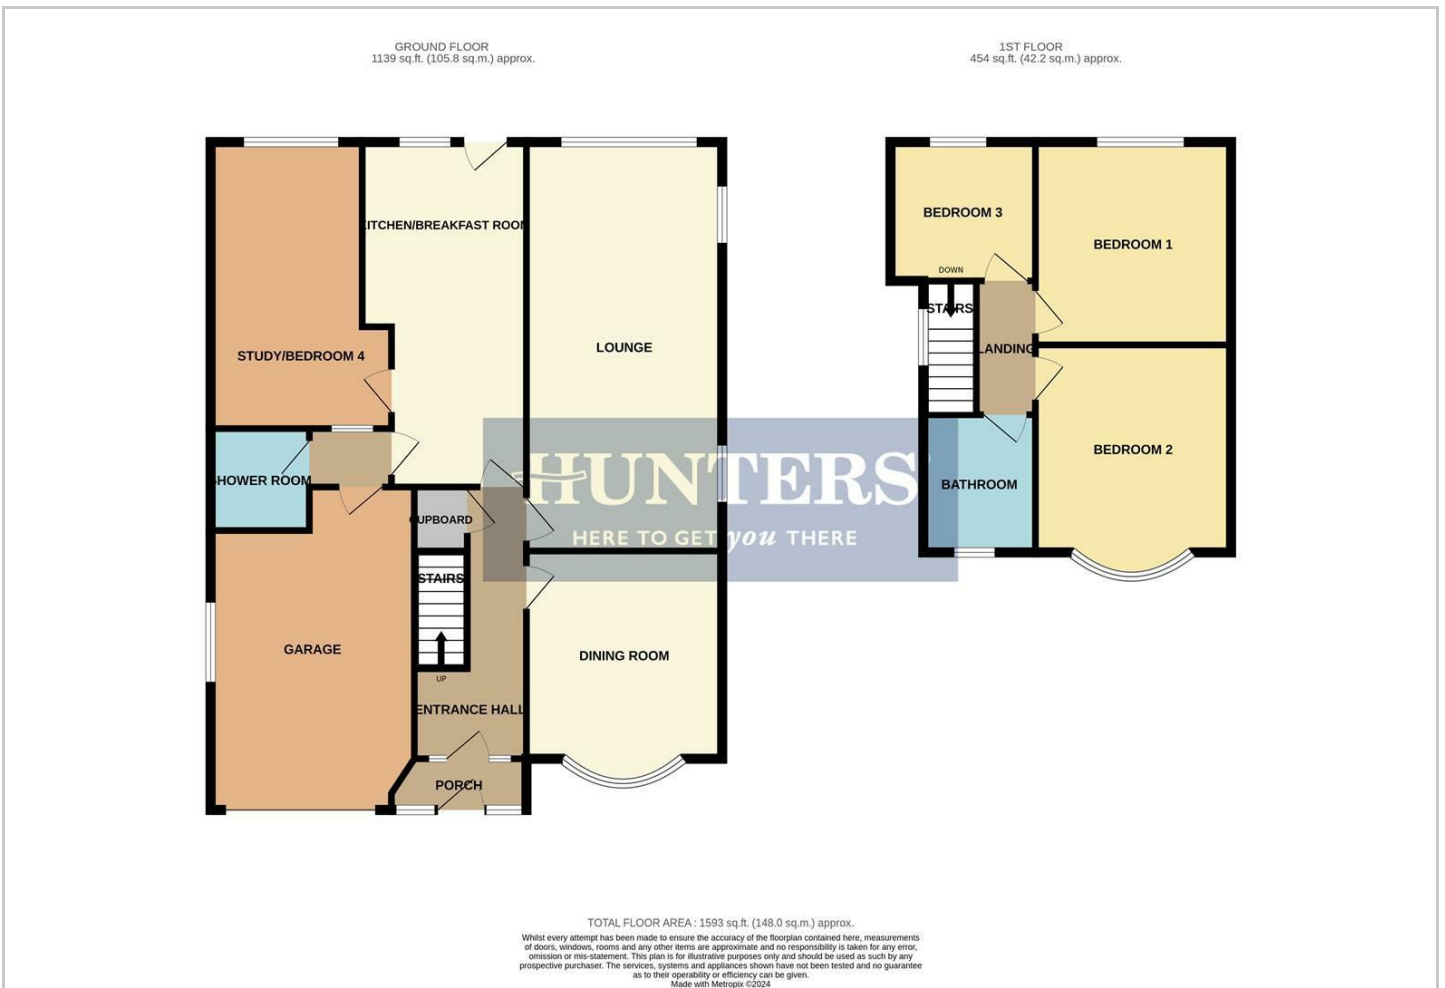 GROUND FLOOR
1139 sq.ft. (105.8 sq.m.) approx.
1ST FLOOR
454 sq.ft. (42.2 sq.m.) approx.
KITCHEN/BREAKFAST ROOM
STUDY/BEDROOM 4
LOUNGE
SHOWER ROOM
CUPBOARD
STAIRS
GARAGE
DINING ROOM
UP
ENTRANCE HALL
PORCH
BEDROOM 3
BEDROOM 1
DOWN
STAIRS
LANDING
BEDROOM 2
BATHROOM
HUNTERS
HERE TO GET you THERE
TOTAL FLOOR AREA : 1593 sq.ft. (148.0 sq.m.) approx.
Whilst every attempt has been made to ensure the accuracy of the floorplan contained here, measurements
of doors, windows, rooms and any other items are approximate and no responsibility is taken for any error,
omission or mis-statement. This plan is for illustrative purposes only and should be used as such by any
prospective purchaser. The services, systems and appliances shown have not been tested and no guarantee
as to their operability or efficiency can be given.
Made with Metropix ©2024